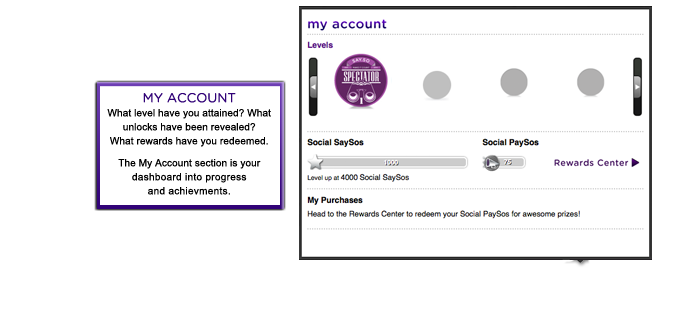 MY ACCOUNT
What level have you attained? What
unlocks have been revealed?
What rewards have you redeemed.
The My Account section is your
dashboard into progress
and achievments.
my account
Levels
SAY SO
SPECTATOR
Social SaySos
Social PaySos
1000
75
Rewards Center
Level up at 4000 Social SaySos
My Purchases
Head to the Rewards Center to redeem your Social PaySos for awesome prizes!